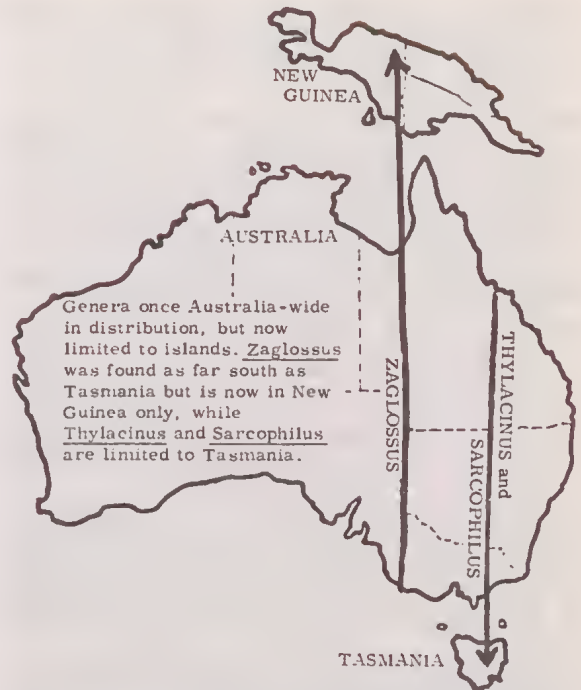 NEW
GUINEA
AUSTRALIA
Genera once Australia-wide
in distribution, but now
limited to islands. Zaglossus
was found as far south as
Tasmania but is now in New
Guinea only, while
Thylacinus and Sarcophilus
are limited to Tasmania.
ZAGLOSSUS
THYLACINUS and
SARCOPHILUS
TASMANIA